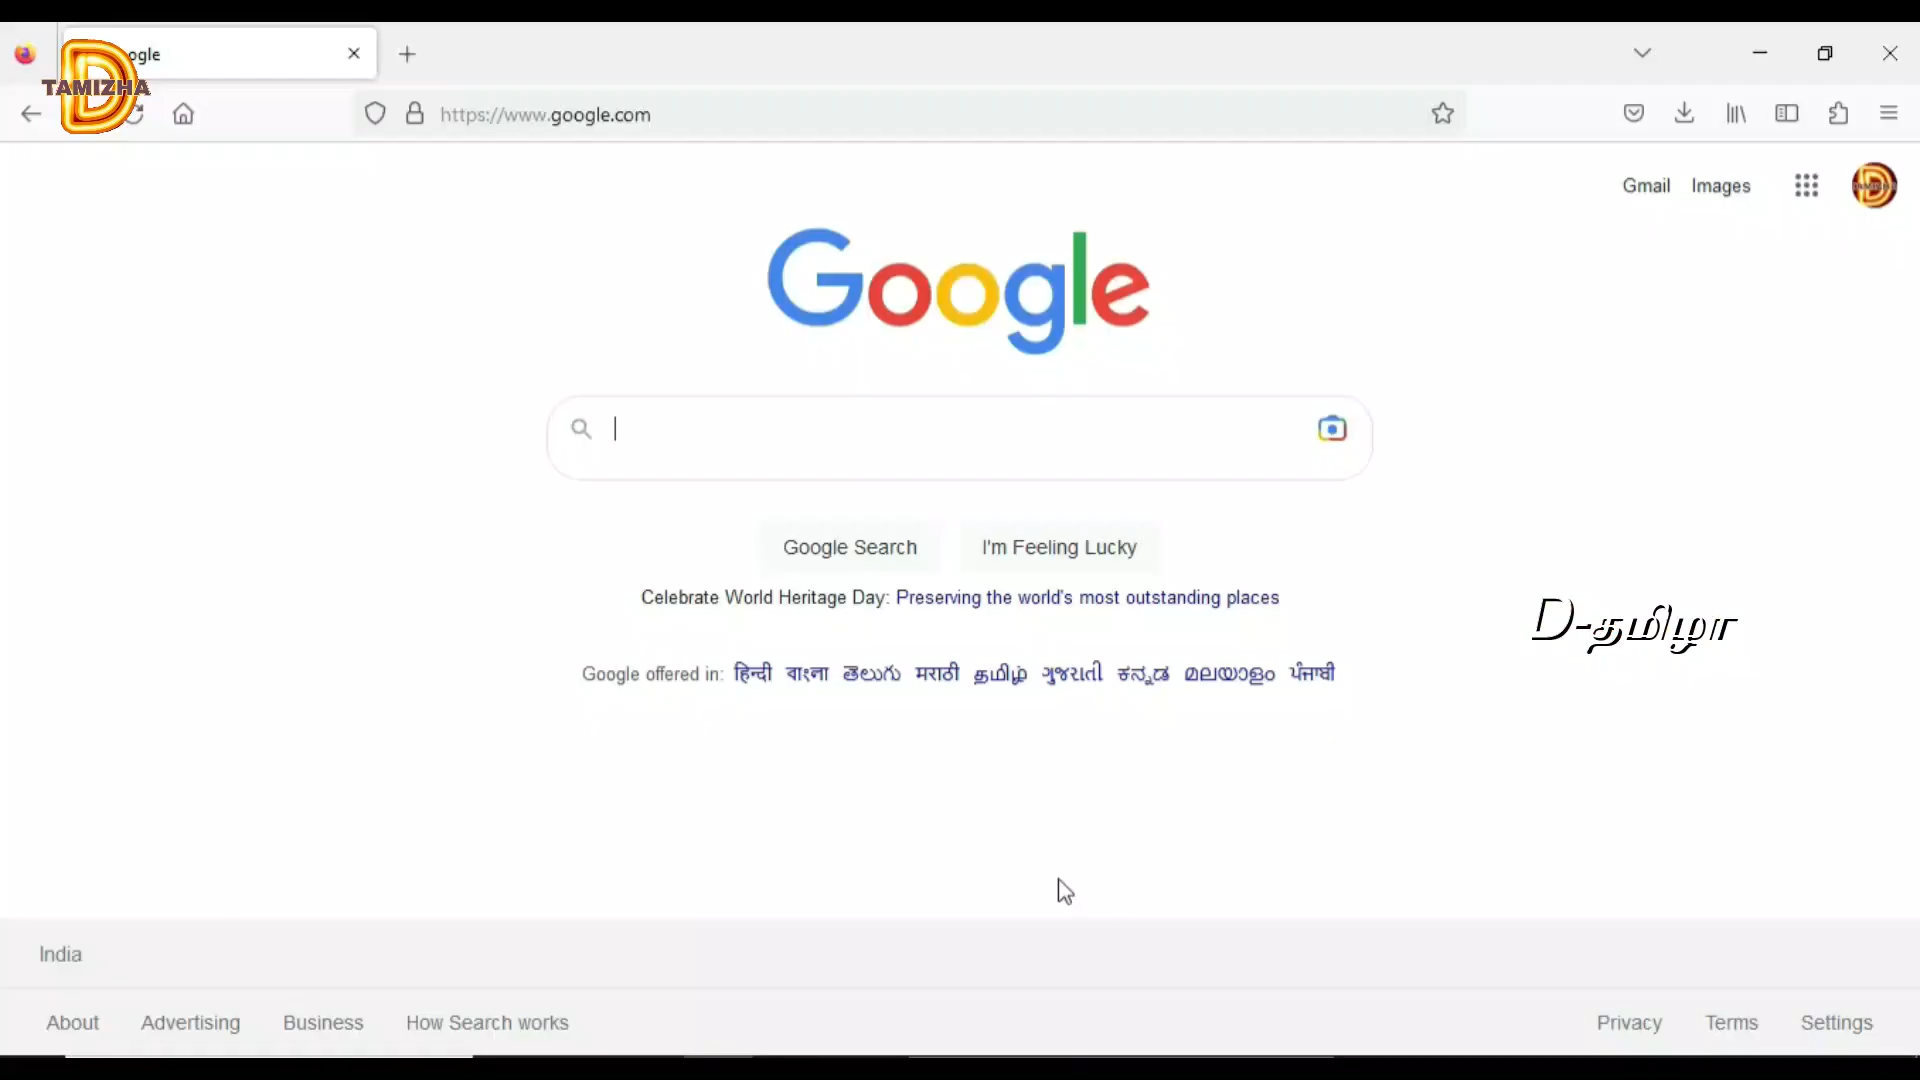 ogle
TAMIZHA
https://www.google.com
Gmail Images
Google
Google Search I'm Feeling Lucky
Celebrate World Heritage Day: Preserving the world's most outstanding places
D-தமிழா
Google offered in: हिन्दी বাংলা తెలుగు मराठी தமிழ் ગુજરાતી ಕನ್ನಡ മലയാളം ਪੰਜਾਬੀ
India
About Advertising Business How Search works Privacy Terms Settings